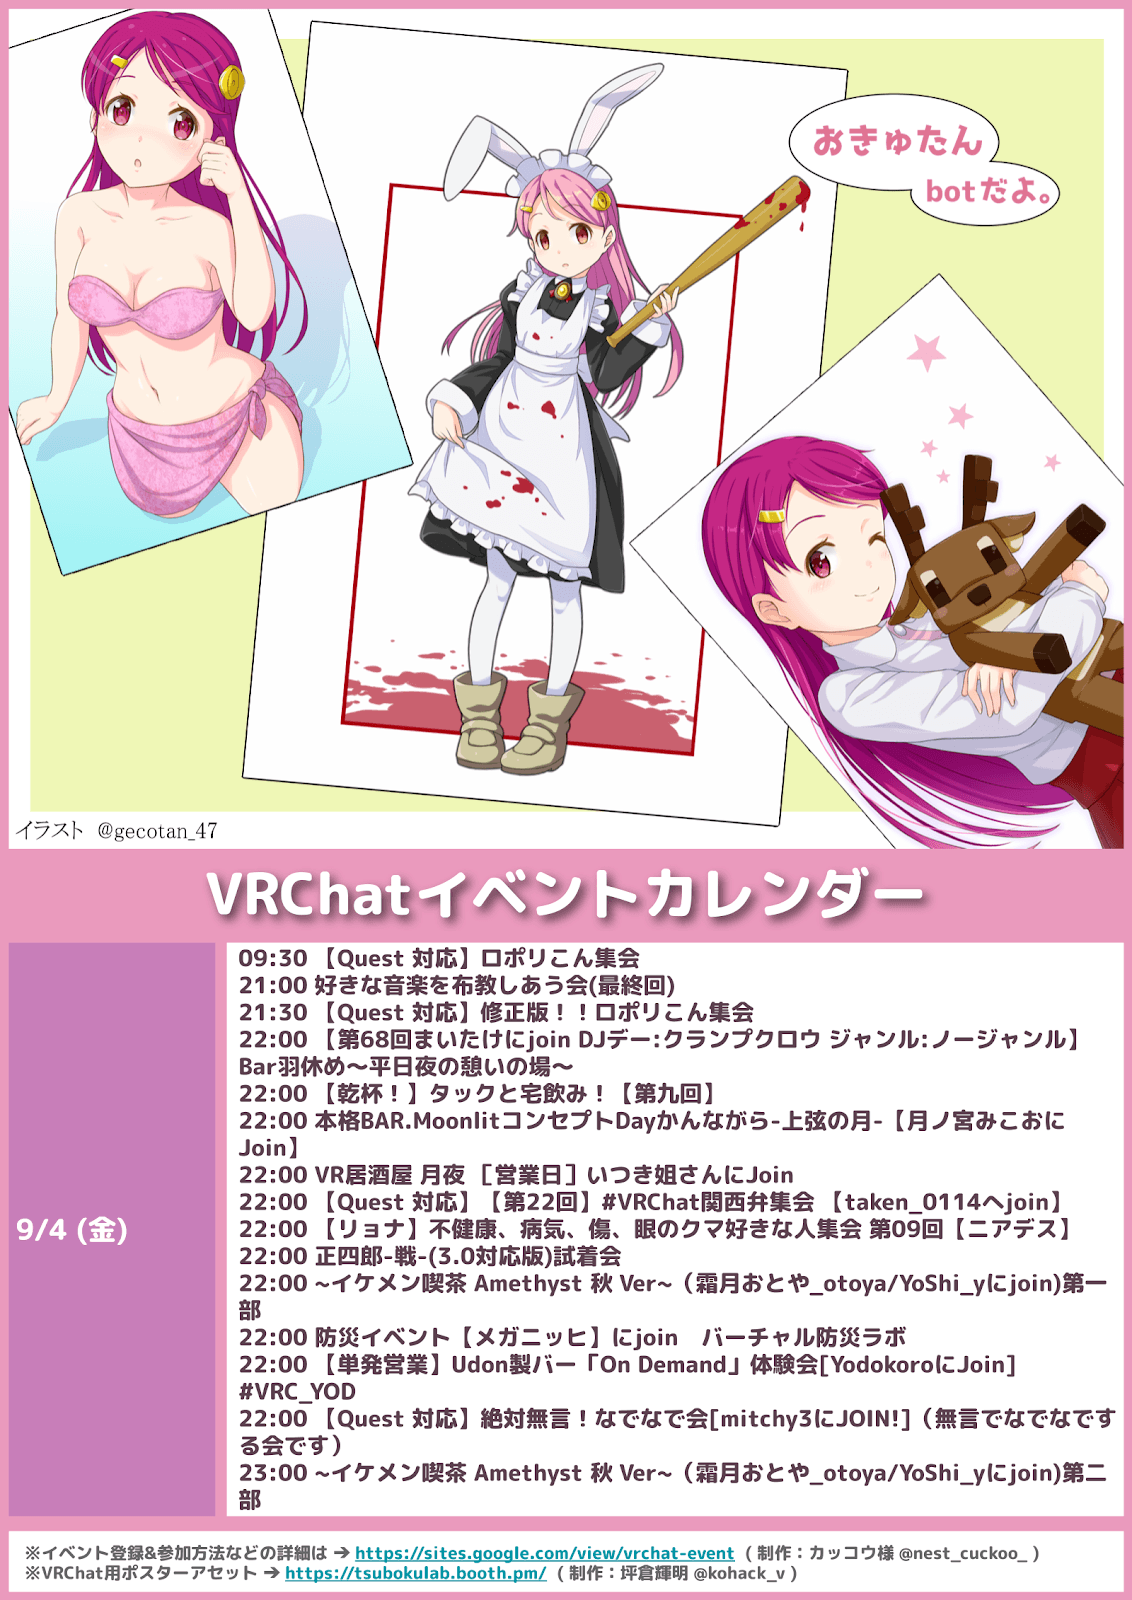 おきゅたん
botだよ。
イラスト @gecotan_47
VRChatイベントカレンダー
9/4 (金)
09:30 【Quest 対応】ロポリこん集会
21:00 好きな音楽を布教しあう会(最終回)
21:30 【Quest 対応】修正版！！ロポリこん集会
22:00 【第68回まいたけにjoin DJデー:クランプクロウ ジャンル:ノージャンル】
Bar羽休め〜平日夜の憩いの場〜
22:00 【乾杯！】タックと宅飲み！【第九回】
22:00 本格BAR.MoonlitコンセプトDayかんながら-上弦の月-【月ノ宮みこおに
Join】
22:00 VR居酒屋 月夜 ［営業日］いつき姐さんにJoin
22:00 【Quest 対応】【第22回】#VRChat関西弁集会 【taken_0114へjoin】
22:00 【リョナ】不健康、病気、傷、眼のクマ好きな人集会 第09回【ニアデス】
22:00 正四郎-戦-(3.0対応版)試着会
22:00 ~イケメン喫茶 Amethyst 秋 Ver~（霜月おとや_otoya/YoShi_yにjoin)第一
部
22:00 防災イベント【メガニッヒ】にjoin　バーチャル防災ラボ
22:00 【単発営業】Udon製バー「On Demand」体験会[YodokoroにJoin]
#VRC_YOD
22:00 【Quest 対応】絶対無言！なでなで会[mitchy3にJOIN!]（無言でなでなです
る会です）
23:00 ~イケメン喫茶 Amethyst 秋 Ver~（霜月おとや_otoya/YoShi_yにjoin)第二
部
※イベント登録&参加方法などの詳細は → https://sites.google.com/view/vrchat-event （制作：カッコウ様 @nest_cuckoo_ ）
※VRChat用ポスターアセット → https://tsubokulab.booth.pm/ （制作：坪倉輝明 @kohack_v ）